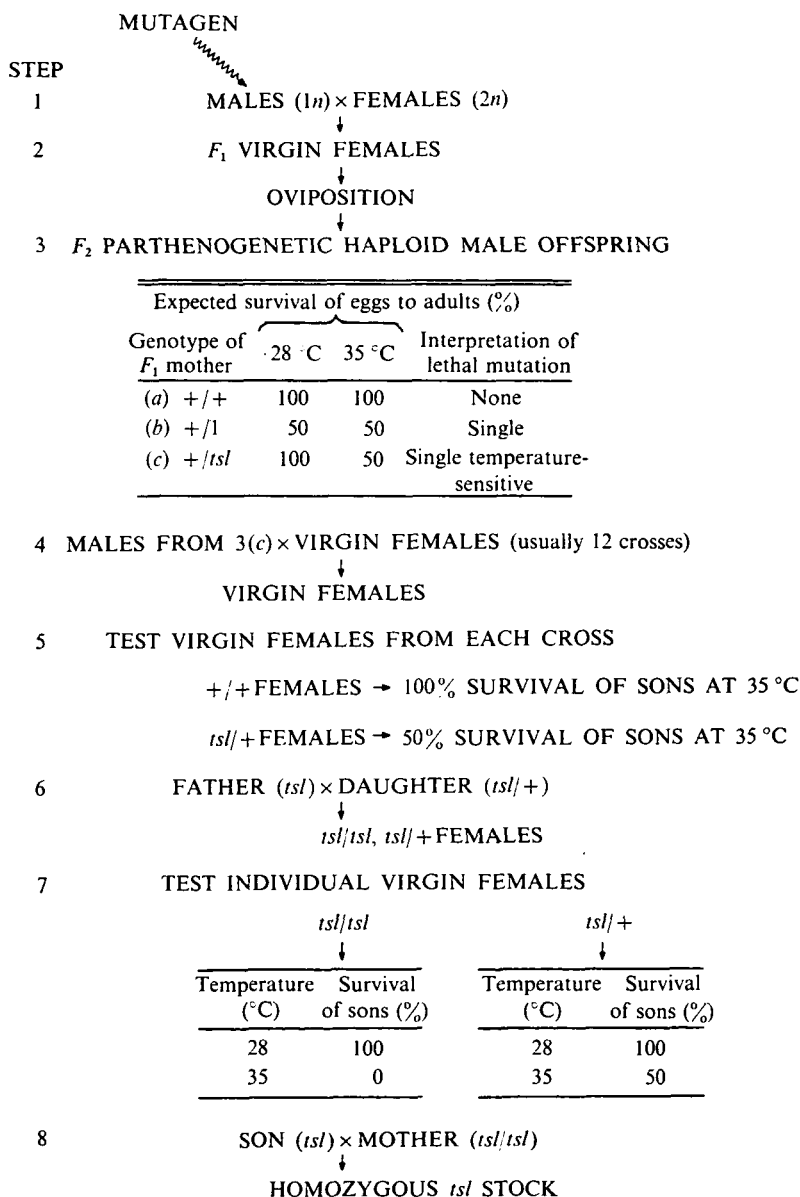 MUTAGEN
STEP
1 MALES (1n) × FEMALES (2n)
2 F₁ VIRGIN FEMALES
OVIPOSITION
3 F₂ PARTHENOGENETIC HAPLOID MALE OFFSPRING
Expected survival of eggs to adults (%)
Genotype of F₁ mother 28 °C 35 °C Interpretation of lethal mutation
(a) +/+ 100 100 None
(b) +/1 50 50 Single
(c) +/tsl 100 50 Single temperature-
sensitive
4 MALES FROM 3(c) × VIRGIN FEMALES (usually 12 crosses)
VIRGIN FEMALES
5 TEST VIRGIN FEMALES FROM EACH CROSS
+/+ FEMALES → 100% SURVIVAL OF SONS AT 35 °C
tsl/+ FEMALES → 50% SURVIVAL OF SONS AT 35 °C
6 FATHER (tsl) × DAUGHTER (tsl/+)
tsl/tsl, tsl/+ FEMALES
7 TEST INDIVIDUAL VIRGIN FEMALES
tsl/tsl tsl/+
Temperature Survival Temperature Survival
(°C) of sons (%) (°C) of sons (%)
28 100 28 100
35 0 35 50
8 SON (tsl) × MOTHER (tsl/tsl)
HOMOZYGOUS tsl STOCK